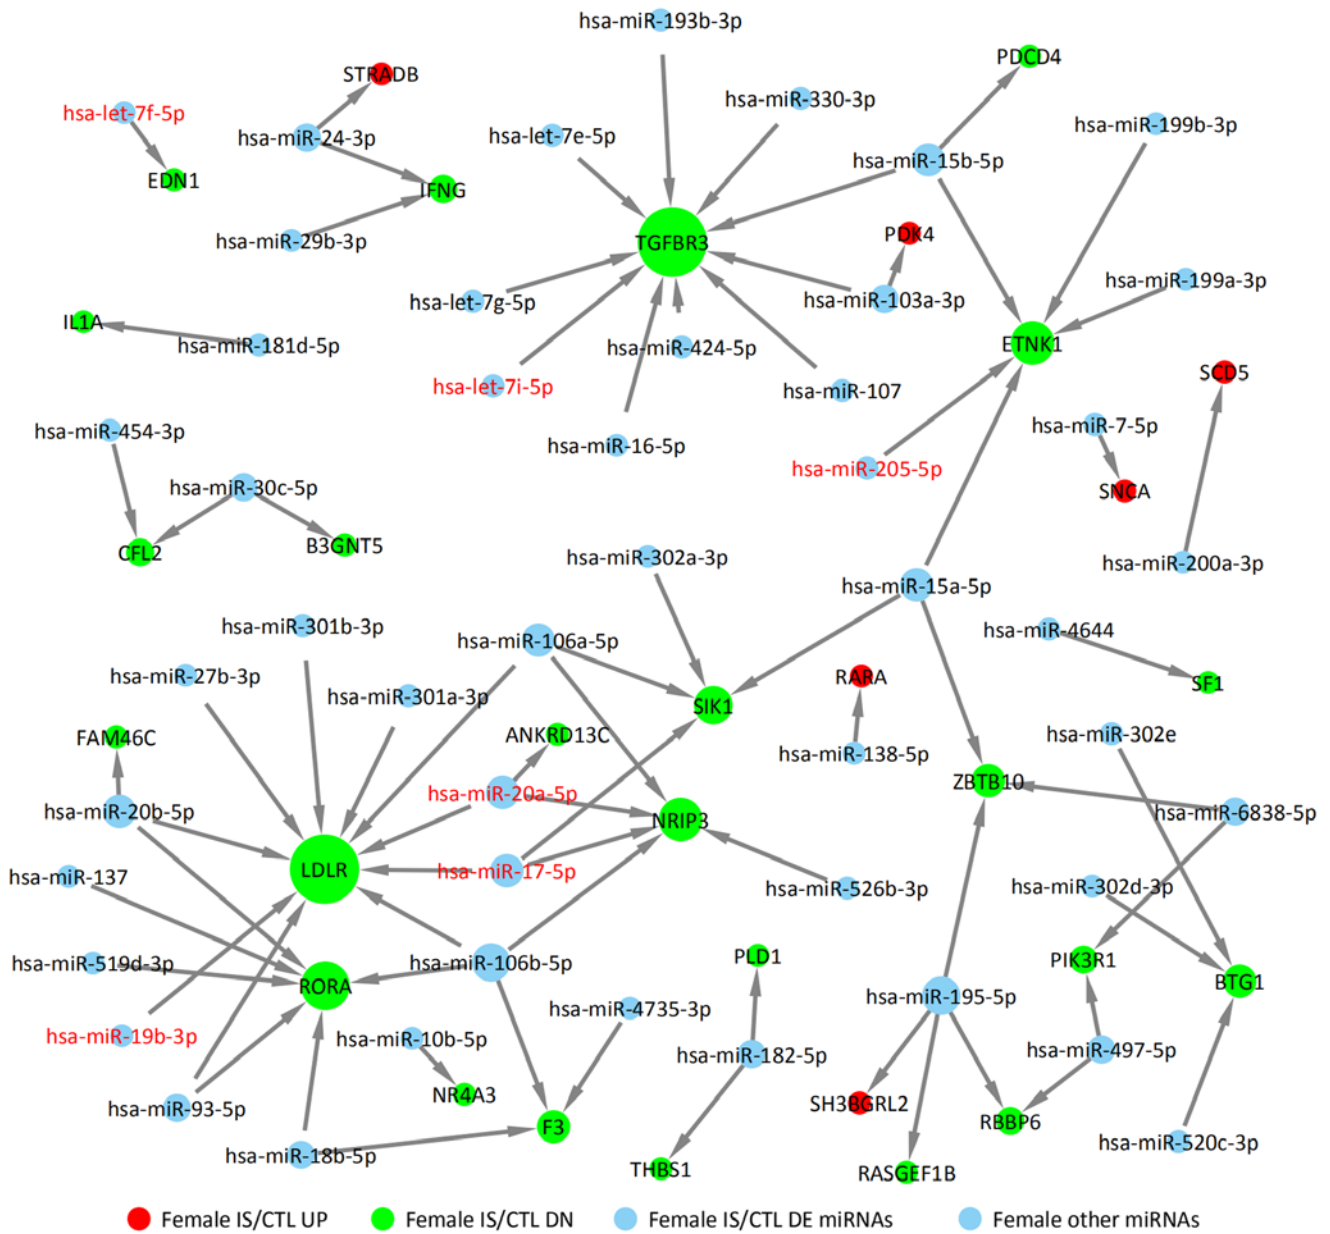 hsa-miR-193b-3p
STRADB
PDCD4
hsa-let-7f-5p
hsa-miR-24-3p
hsa-miR-330-3p
hsa-let-7e-5p
hsa-miR-199b-3p
hsa-miR-15b-5p
EDN1
IFNG
hsa-miR-29b-3p
TGFBR3
PDK4
hsa-let-7g-5p
hsa-miR-103a-3p
hsa-miR-199a-3p
IL1A
hsa-miR-181d-5p
hsa-miR-424-5p
ETNK1
hsa-let-7i-5p
hsa-miR-107
SCD5
hsa-miR-454-3p
hsa-miR-16-5p
hsa-miR-7-5p
hsa-miR-205-5p
hsa-miR-30c-5p
SNCA
CFL2
B3GNT5
hsa-miR-302a-3p
hsa-miR-200a-3p
hsa-miR-15a-5p
hsa-miR-301b-3p
hsa-miR-106a-5p
hsa-miR-4644
hsa-miR-27b-3p
hsa-miR-301a-3p
RARA
SF1
SIK1
FAM46C
ANKRD13C
hsa-miR-138-5p
hsa-miR-302e
hsa-miR-20b-5p
hsa-miR-20a-5p
ZBTB10
hsa-miR-6838-5p
NRIP3
hsa-miR-137
LDLR
hsa-miR-17-5p
hsa-miR-526b-3p
hsa-miR-302d-3p
hsa-miR-519d-3p
RORA
hsa-miR-106b-5p
PLD1
PIK3R1
BTG1
hsa-miR-195-5p
hsa-miR-19b-3p
hsa-miR-10b-5p
hsa-miR-4735-3p
hsa-miR-182-5p
hsa-miR-497-5p
hsa-miR-93-5p
NR4A3
SH3BGRL2
RBBP6
F3
hsa-miR-18b-5p
THBS1
RASGEF1B
hsa-miR-520c-3p
Female IS/CTL UP
Female IS/CTL DN
Female IS/CTL DE miRNAs
Female other miRNAs